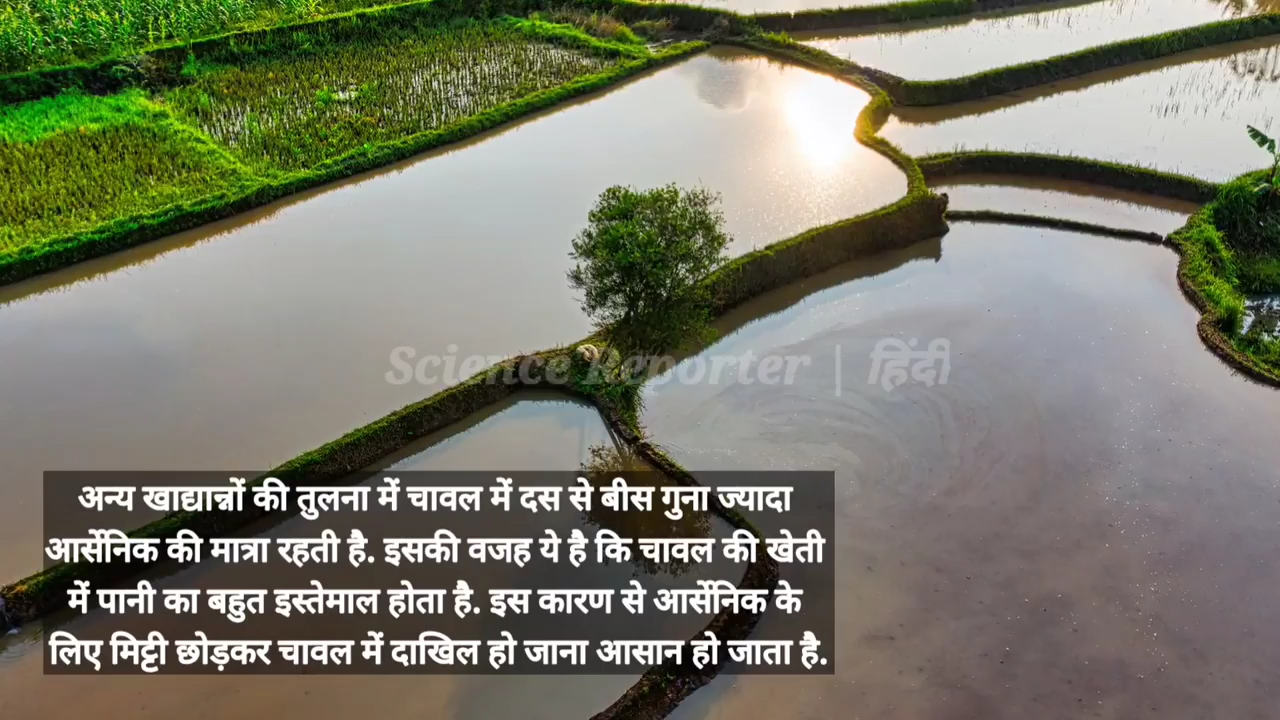 Science Reporter | हिंदी
अन्य खाद्यान्नों की तुलना में चावल में दस से बीस गुना ज्यादा
आर्सेनिक की मात्रा रहती है. इसकी वजह ये है कि चावल की खेती
में पानी का बहुत इस्तेमाल होता है. इस कारण से आर्सेनिक के
लिए मिट्टी छोड़कर चावल में दाखिल हो जाना आसान हो जाता है.